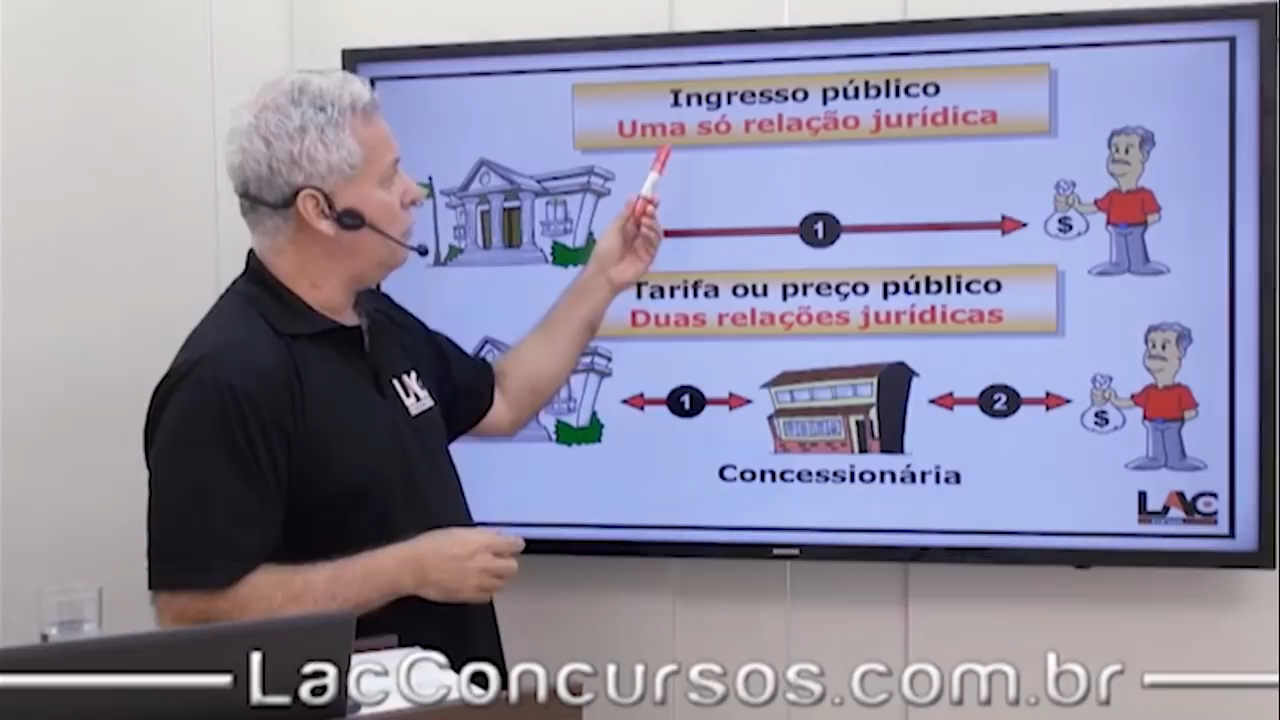 Ingresso público
Uma só relação jurídica
1
$
Tarifa ou preço público
Duas relações jurídicas
1
2
$
Concessionária
LAC
LAC
LacConcursos.com.br